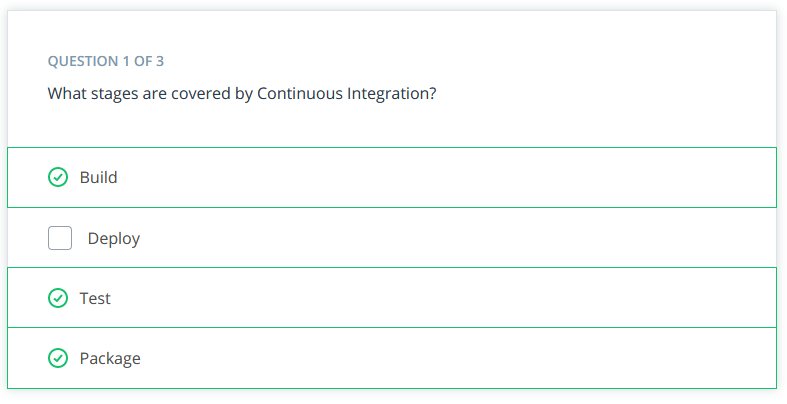 QUESTION 1 OF 3
What stages are covered by Continuous Integration?
Build
Deploy
Test
Package